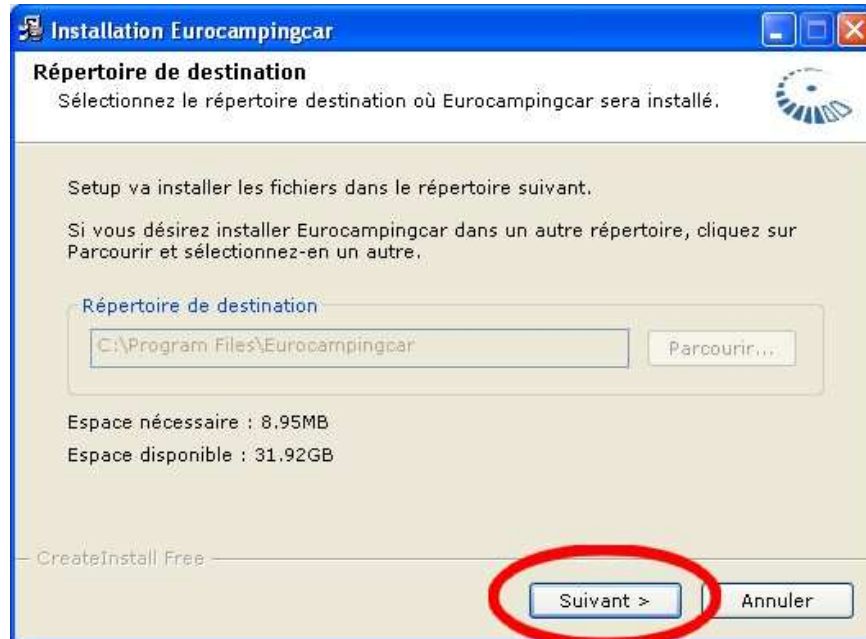 Installation Eurocampingcar
Répertoire de destination
Sélectionnez le répertoire destination où Eurocampingcar sera installé.
Setup va installer les fichiers dans le répertoire suivant.
Si vous désirez installer Eurocampingcar dans un autre répertoire, cliquez sur
Parcourir et sélectionnez-en un autre.
Répertoire de destination
C:\Program Files\Eurocampingcar
Parcourir...
Espace nécessaire : 8.95MB
Espace disponible : 31.92GB
CreateInstall Free
Suivant >
Annuler